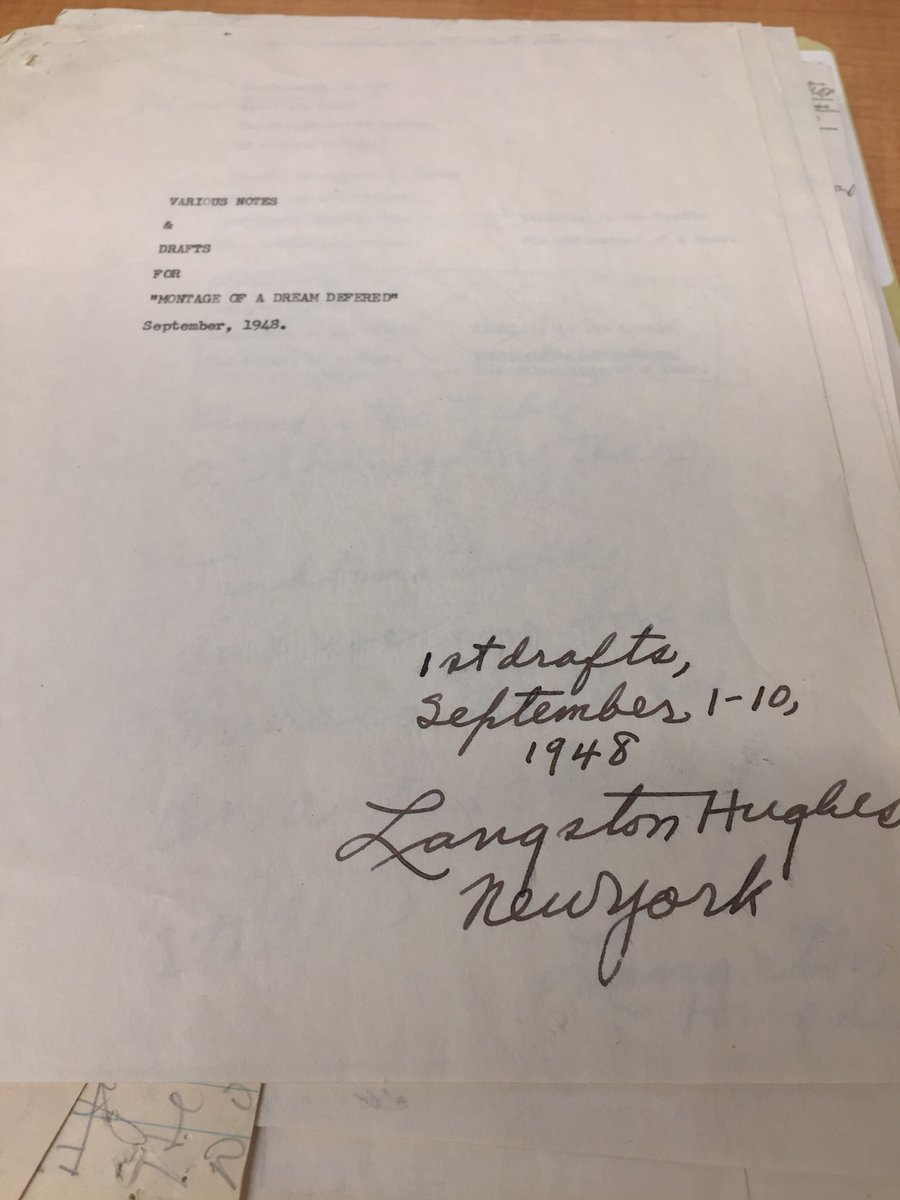 VARIOUS NOTES
&
DRAFTS
FOR
"MONTAGE OF A DREAM DEFERED"
September, 1948.
1st drafts,
September 1-10,
1948
Langston Hughes
New York